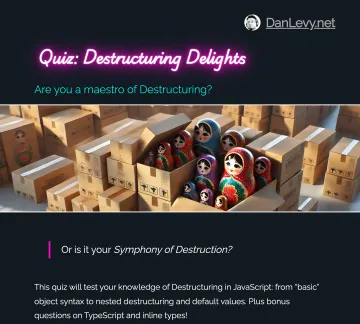 DanLevy.net
Quiz: Destructuring Delights
Are you a maestro of Destructuring?
Or is it your Symphony of Destruction?
This quiz will test your knowledge of Destructuring in JavaScript: from “basic”
object syntax to nested destructuring and default values. Plus bonus
questions on TypeScript and inline types!